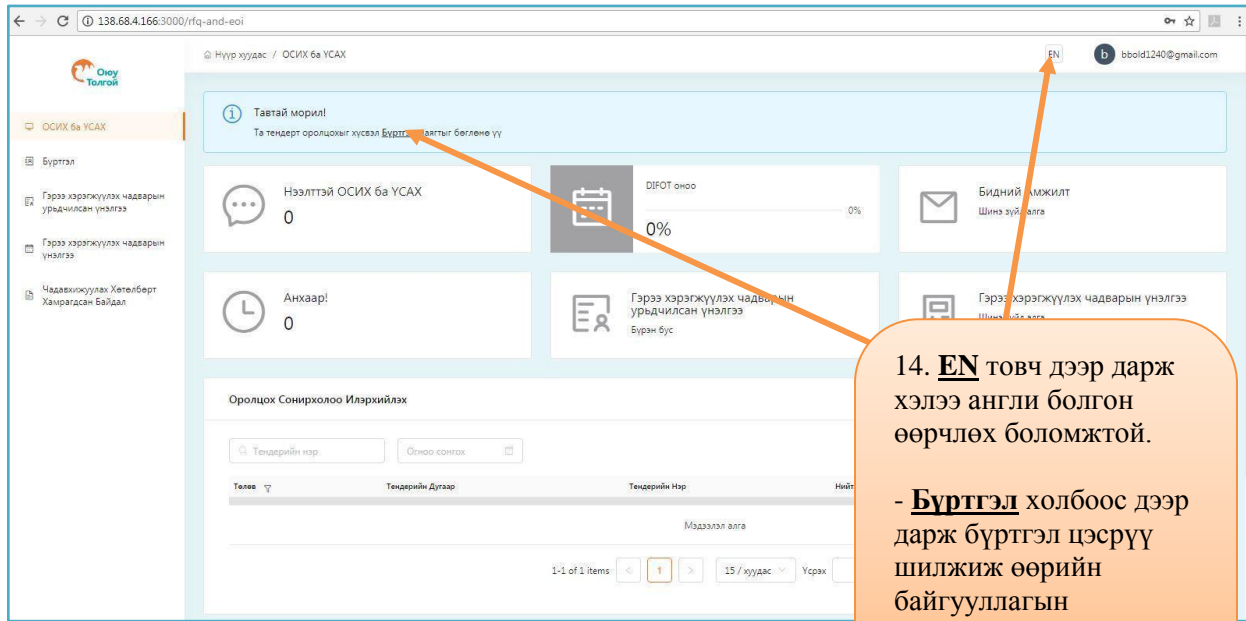 138.68.4.166:3000/rfq-and-eoi
Оюу
Толгой
Нүүр хуудас / ОСИХ ба ҮСАХ
EN
b bbold1240@gmail.com
ОСИХ ба ҮСАХ
Бүртгэл
Гэрээ хэрэгжүүлэх чадварын
урьдчилсан үнэлгээ
Гэрээ хэрэгжүүлэх чадварын
үнэлгээ
Чадавхижуулах Хөтөлбөрт
Хамрагдсан Байдал
Тавтай морил!
Та тендерт оролцохыг хүсвэл бөглөнө үү
Нээлттэй ОСИХ ба ҮСАХ
0
DIFOT оноо
0%
0%
Бидний Амжилт
Шинэ алга
Анхаар!
0
Гэрээ хэрэгжүүлэх чадварын
урьдчилсан үнэлгээ
Бүрэн бус
Гэрээ хэрэгжүүлэх чадварын үнэлгээ
Оролцох Сонирхолоо Илэрхийлэх
Тендерийн нэр
Огноо сонгох
Төлөв
Тендерийн Дугаар
Тендерийн Нэр
Мэдээлэл алга
1-1 of 1 items < 1 > 15 / хуудас Үсрэх
14. EN товч дээр дарж
хэлээ англи болгон
өөрчлөх боломжтой.
- Бүртгэл холбоос дээр
дарж бүртгэл цэсрүү
шилжиж өөрийн
байгууллагын